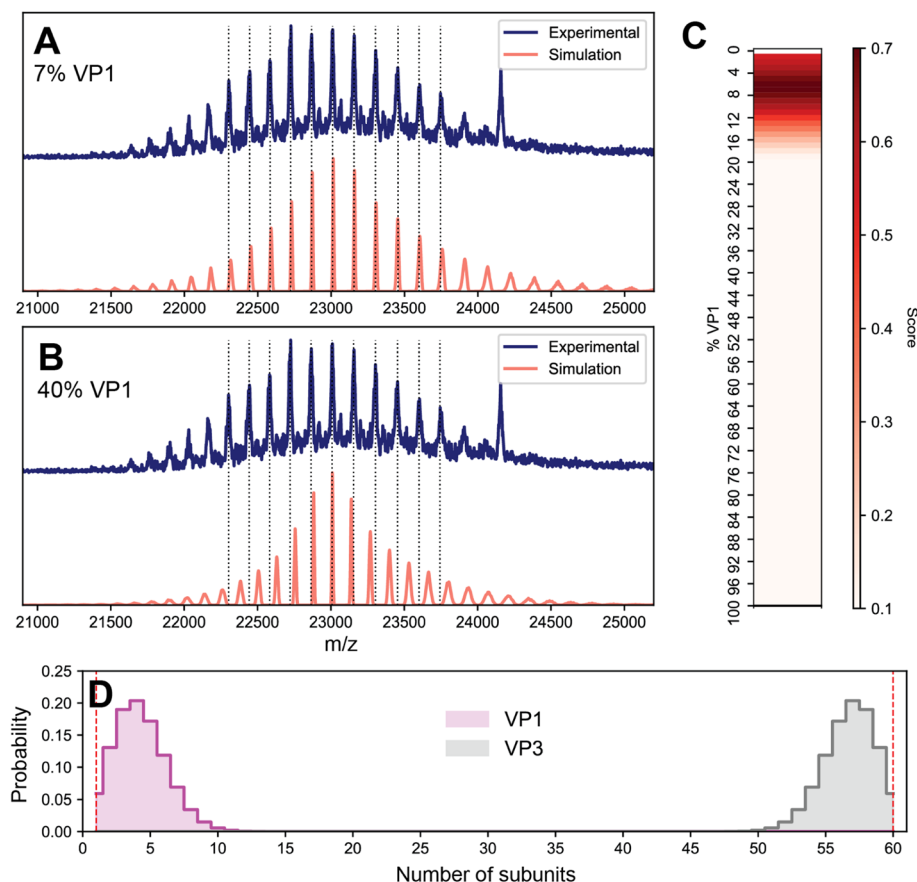 A
7% VP1
Experimental
Simulation
21000 21500 22000 22500 23000 23500 24000 24500 25000
B
40% VP1
Experimental
Simulation
21000 21500 22000 22500 23000 23500 24000 24500 25000
m/z
C
0
4
8
12
16
20
24
28
32
36
40
44
48
52
56
60
64
68
72
76
80
84
88
92
96
100
% VP1
0.7
0.6
0.5
0.4
0.3
0.2
0.1
Score
D
0.25
0.20
0.15
0.10
0.05
0.00
Probability
VP1
VP3
0 5 10 15 20 25 30 35 40 45 50 55 60
Number of subunits